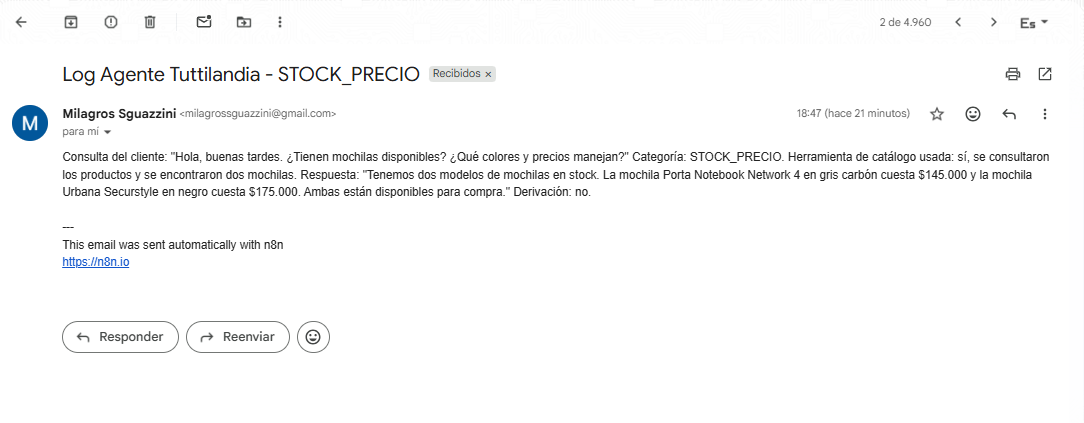 2 de 4.960
Es
Log Agente Tuttilandia - STOCK_PRECIO Recibidos ×
M
Milagros Sguazzini <milagrossguazzini@gmail.com> 18:47 (hace 21 minutos)
para mí
Consulta del cliente: "Hola, buenas tardes. ¿Tienen mochilas disponibles? ¿Qué colores y precios manejan?" Categoría: STOCK_PRECIO. Herramienta de catálogo usada: sí, se consultaron
los productos y se encontraron dos mochilas. Respuesta: "Tenemos dos modelos de mochilas en stock. La mochila Porta Notebook Network 4 en gris carbón cuesta $145.000 y la mochila
Urbana Securstyle en negro cuesta $175.000. Ambas están disponibles para compra." Derivación: no.
---
This email was sent automatically with n8n
https://n8n.io
Responder
Reenviar